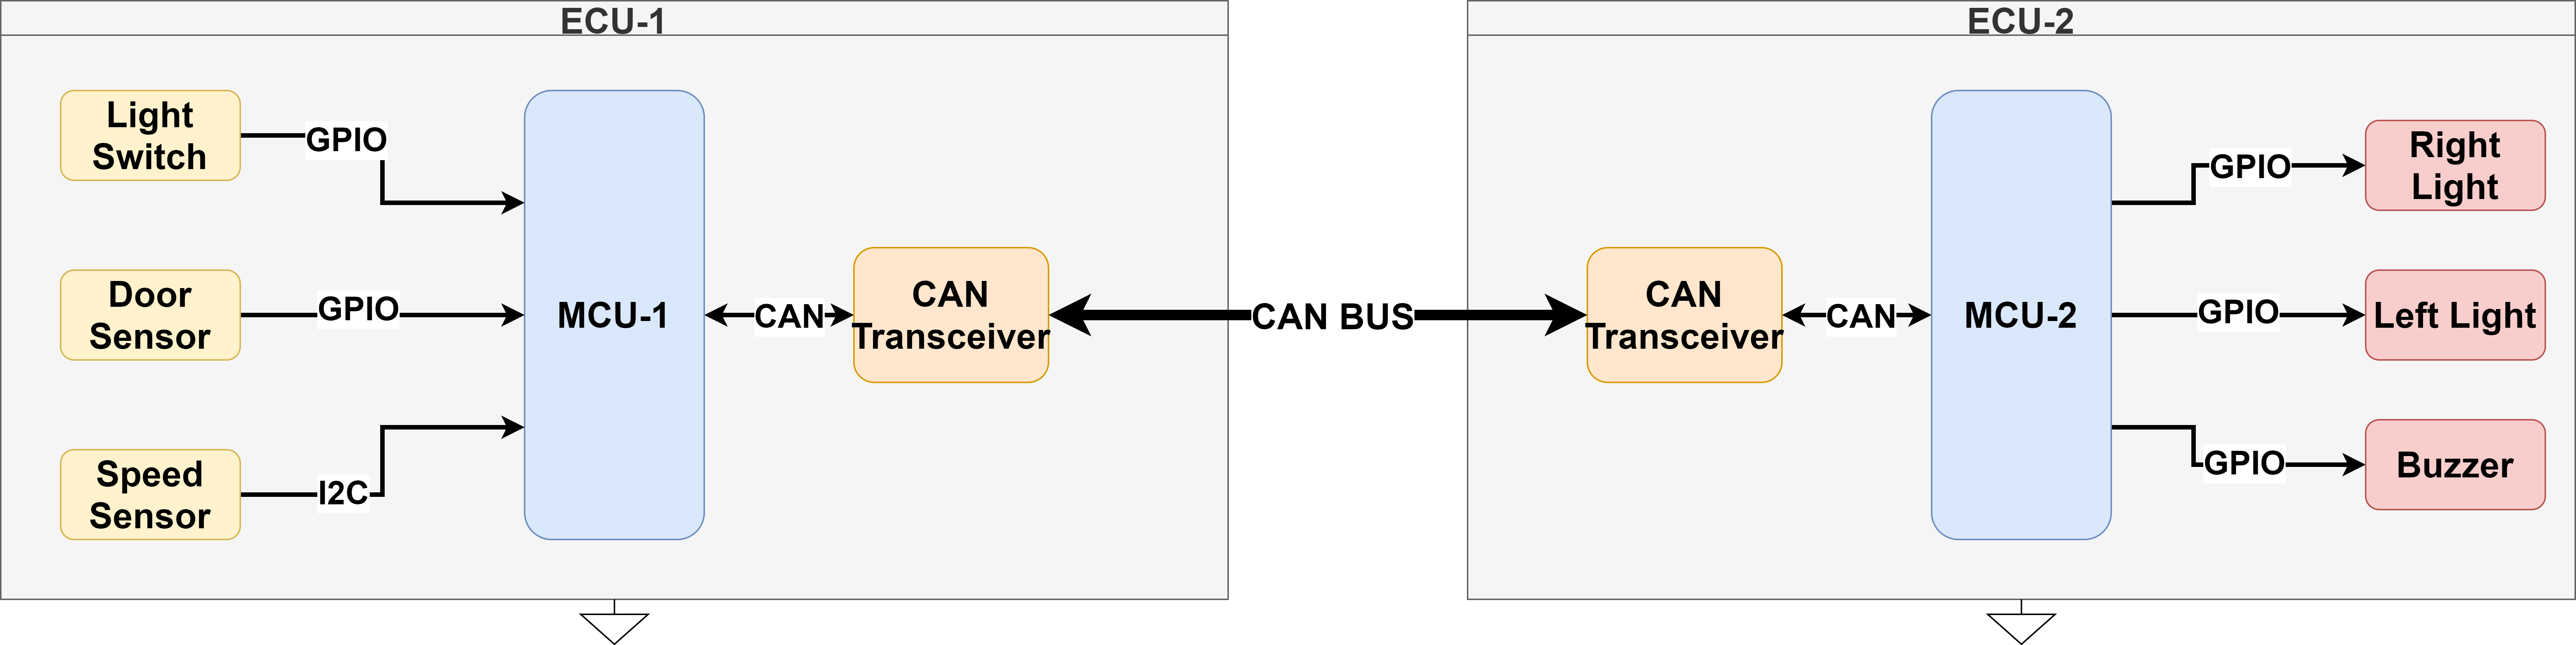 ECU-1
Light
Switch
GPIO
Door
Sensor
GPIO
Speed
Sensor
I2C
MCU-1
CAN
CAN
Transceiver
CAN BUS
ECU-2
CAN
Transceiver
CAN
MCU-2
GPIO
Right
Light
GPIO
Left Light
GPIO
Buzzer